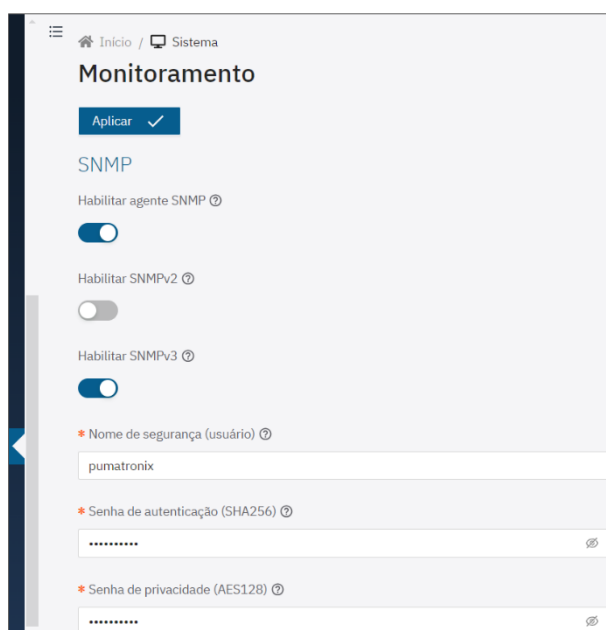 Início / Sistema
Monitoramento
Aplicar
SNMP
Habilitar agente SNMP
Habilitar SNMPv2
Habilitar SNMPv3
* Nome de segurança (usuário)
pumatronix
* Senha de autenticação (SHA256)
••••••••••
* Senha de privacidade (AES128)
••••••••••